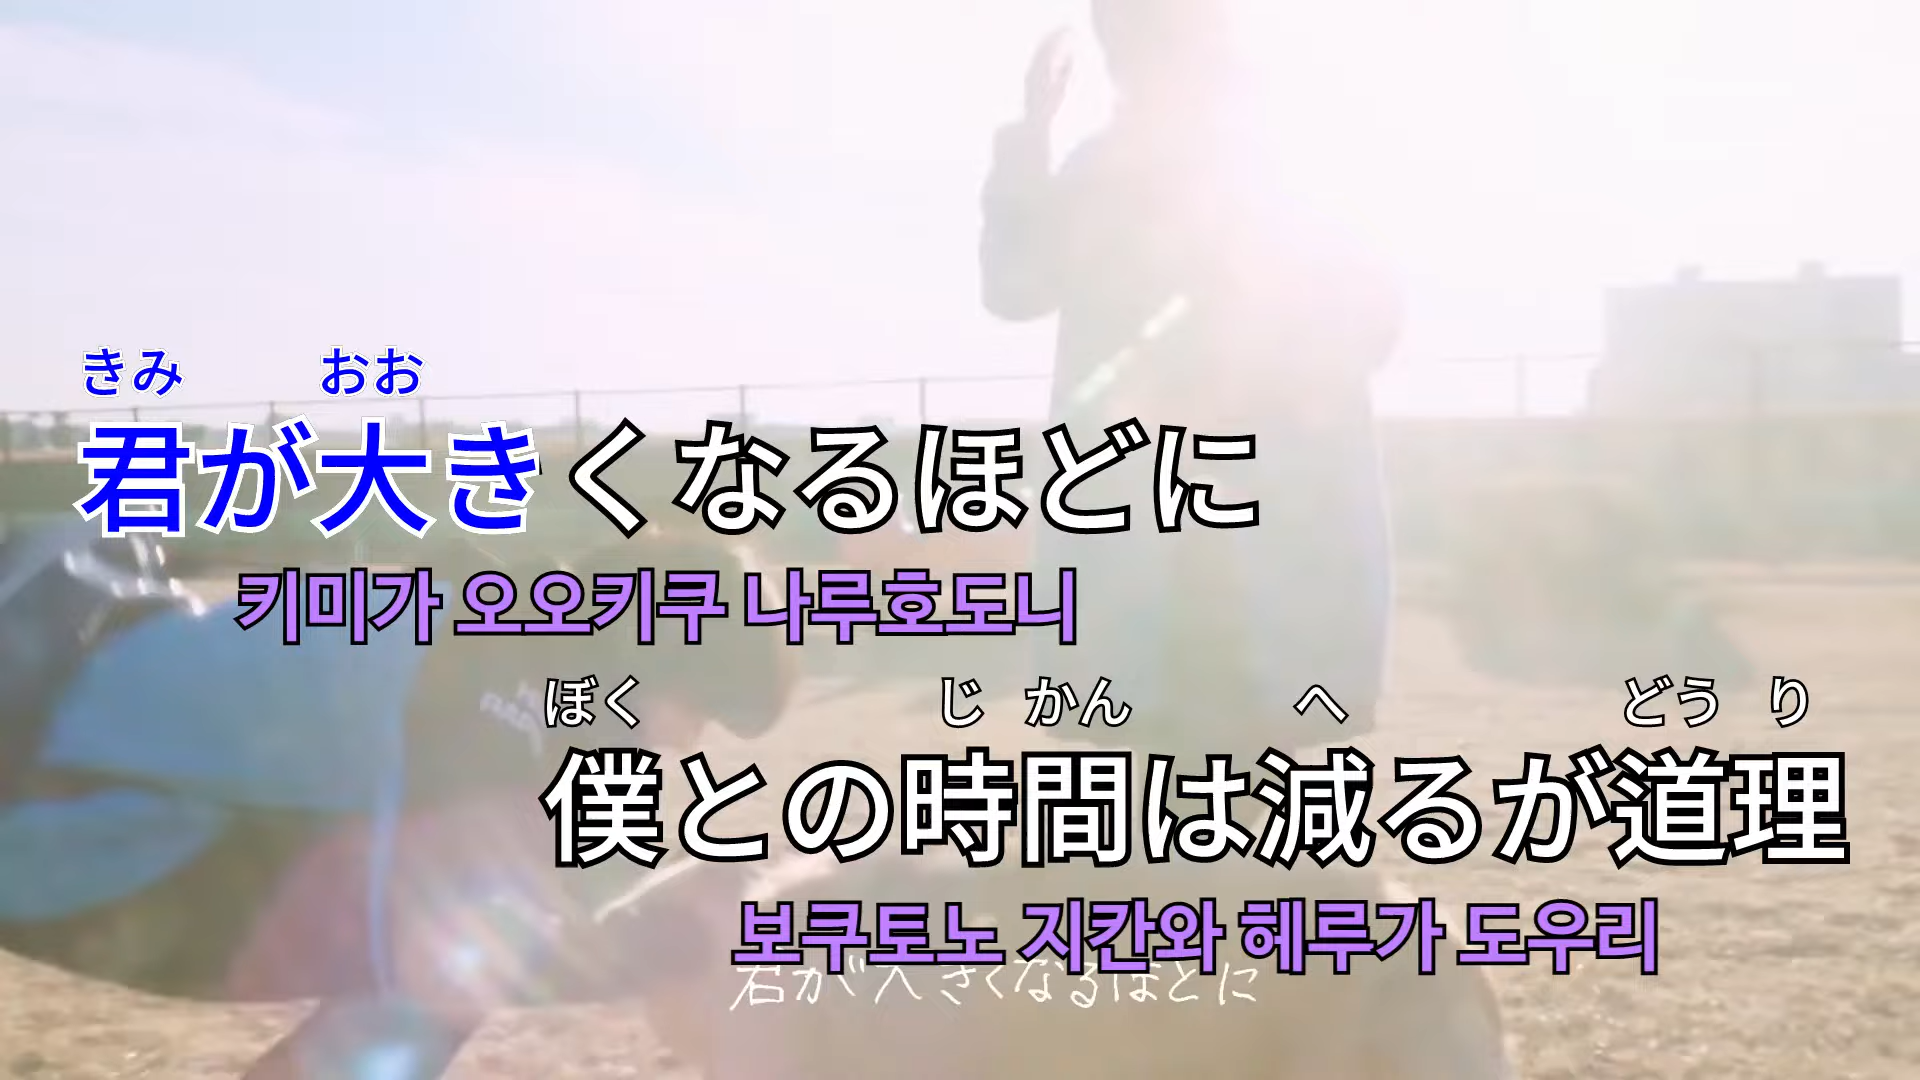 きみ おお
君が大きくなるほどに
키미가 오오키쿠 나루호도니
ぼく じ かん へ どう り
僕との時間は減るが道理
보쿠토노 지칸와 헤루가 도우리
君が大きくなるほどに